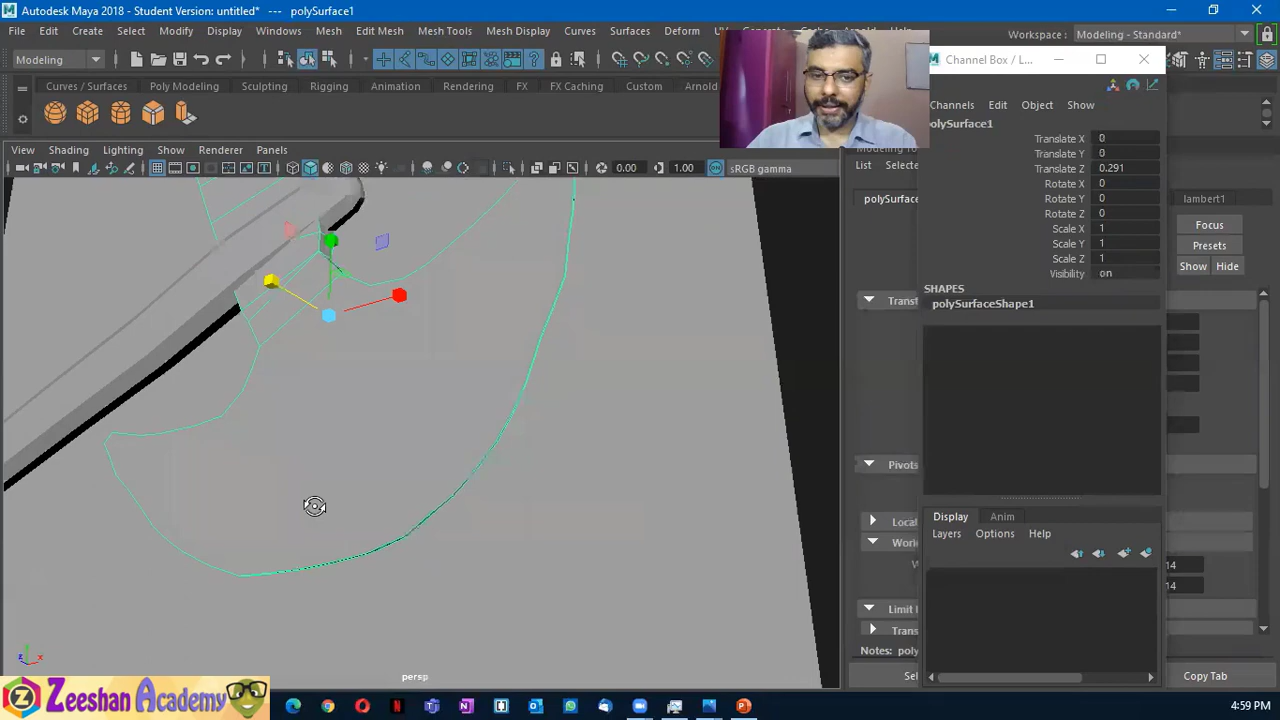 Autodesk Maya 2018 - Student Version: untitled*   ---   polySurface1
File Edit Create Select Modify Display Windows Mesh Edit Mesh Mesh Tools Mesh Display Curves Surfaces Deform
Workspace : Modeling - Standard*
Modeling
Channel Box / L...
Curves / Surfaces Poly Modeling Sculpting Rigging Animation Rendering FX FX Caching Custom Arnold
Channels Edit Object Show
polySurface1
View Shading Lighting Show Renderer Panels
0.00 1.00 sRGB gamma
List Selecte
polySurface
lambert1
Translate X 0
Translate Y 0
Translate Z 0.291
Rotate X 0
Rotate Y 0
Rotate Z 0
Scale X 1
Scale Y 1
Scale Z 1
Visibility on
Focus
Presets
Show Hide
SHAPES
polySurfaceShape1
Transf
Pivots
Local
Worl
Limit I
Trans
Notes: poly
Display Anim
Layers Options Help
14
14
persp
Sel
Copy Tab
Zeeshan Academy
4:59 PM